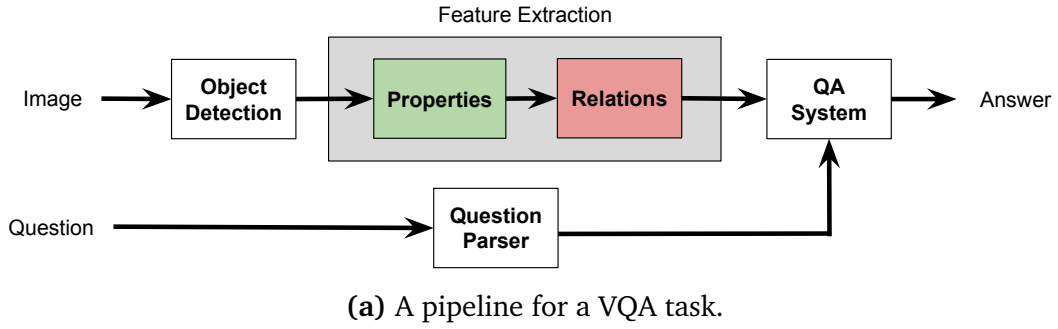 Feature Extraction
Image
Object
Detection
Properties
Relations
QA
System
Answer
Question
Question
Parser
(a) A pipeline for a VQA task.